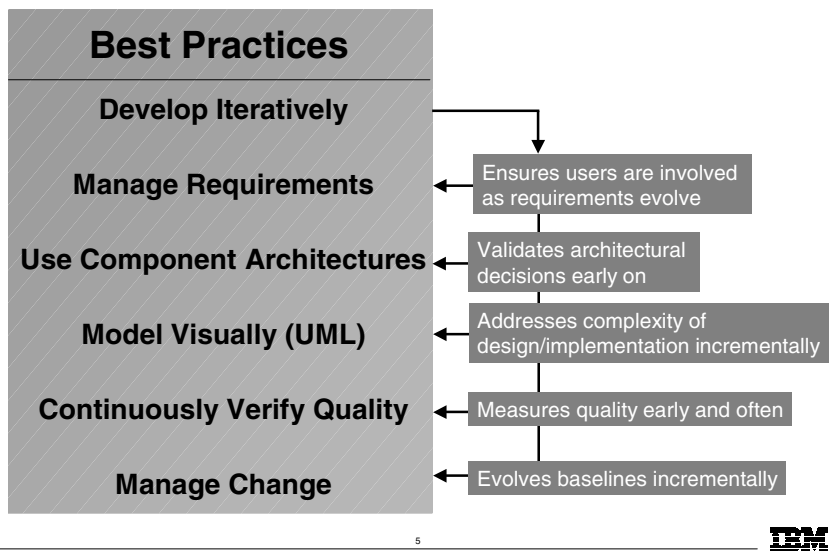 Best Practices
Develop Iteratively
Manage Requirements
Ensures users are involved
as requirements evolve
Use Component Architectures
Validates architectural
decisions early on
Model Visually (UML)
Addresses complexity of
design/implementation incrementally
Continuously Verify Quality
Measures quality early and often
Manage Change
Evolves baselines incrementally
5
IBM